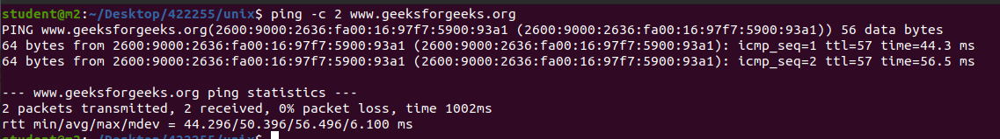 student@m2:~/Desktop/422255/unix$ ping -c 2 www.geeksforgeeks.org
PING www.geeksforgeeks.org(2600:9000:2636:fa00:16:97f7:5900:93a1 (2600:9000:2636:fa00:16:97f7:5900:93a1)) 56 data bytes
64 bytes from 2600:9000:2636:fa00:16:97f7:5900:93a1 (2600:9000:2636:fa00:16:97f7:5900:93a1): icmp_seq=1 ttl=57 time=44.3 ms
64 bytes from 2600:9000:2636:fa00:16:97f7:5900:93a1 (2600:9000:2636:fa00:16:97f7:5900:93a1): icmp_seq=2 ttl=57 time=56.5 ms

--- www.geeksforgeeks.org ping statistics ---
2 packets transmitted, 2 received, 0% packet loss, time 1002ms
rtt min/avg/max/mdev = 44.296/50.396/56.496/6.100 ms
student@m2:~/Desktop/422255/unix$